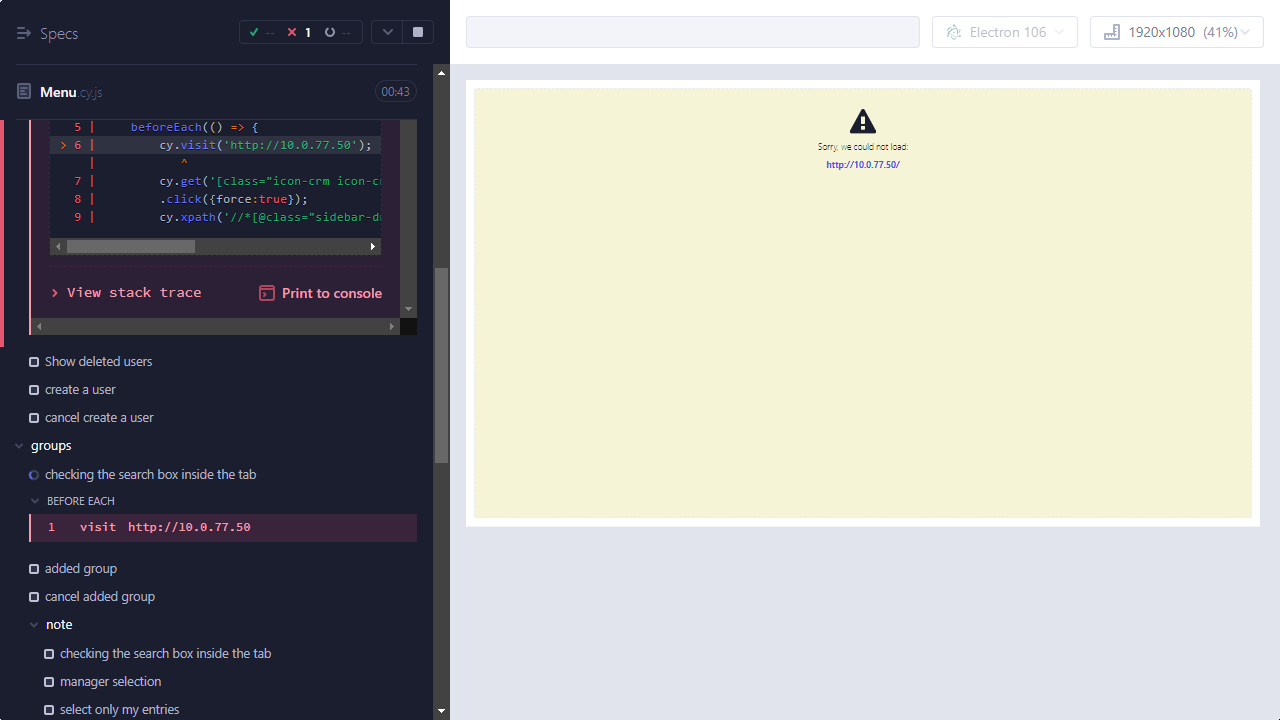 Specs
--
1
--
Electron 106
1920x1080 (41%)
Menu.cy.js
00:43
5 | beforeEach(() => {
> 6 | cy.visit('http://10.0.77.50');
| ^
7 | cy.get('[class="icon-crm icon-cr
8 | .click({force:true});
9 | cy.xpath('//*[@class="sidebar-dr
View stack trace
Print to console
Show deleted users
create a user
cancel create a user
groups
checking the search box inside the tab
BEFORE EACH
1 visit http://10.0.77.50
added group
cancel added group
note
checking the search box inside the tab
manager selection
select only my entries
Sorry, we could not load:
http://10.0.77.50/